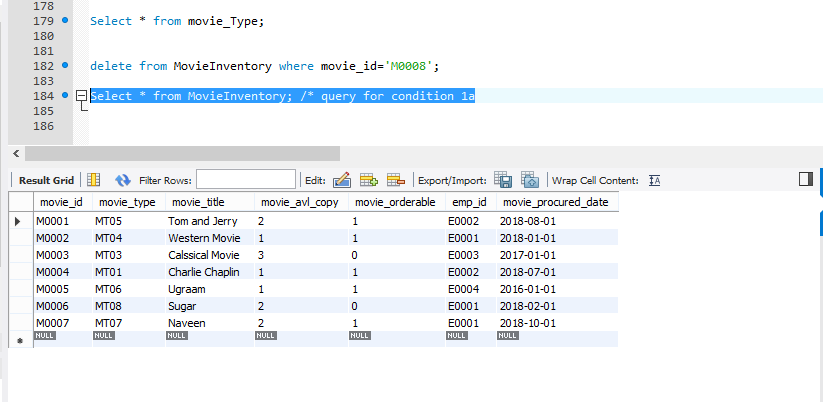 178
179 Select * from movie_Type;
180
181
182 delete from MovieInventory where movie_id='M0008';
183
184 Select * from MovieInventory; /* query for condition 1a
185
186
Result Grid Filter Rows: Edit: Export/Import: Wrap Cell Content: IA
movie_id movie_type movie_title movie_avl_copy movie_orderable emp_id movie_procured_date
M0001 MT05 Tom and Jerry 2 1 E0002 2018-08-01
M0002 MT04 Western Movie 1 1 E0001 2018-01-01
M0003 MT03 Calssical Movie 3 0 E0003 2017-01-01
M0004 MT01 Charlie Chaplin 1 1 E0002 2018-07-01
M0005 MT06 Ugraam 1 1 E0004 2016-01-01
M0006 MT08 Sugar 2 0 E0001 2018-02-01
M0007 MT07 Naveen 2 1 E0001 2018-10-01
NULL NULL NULL NULL NULL NULL NULL